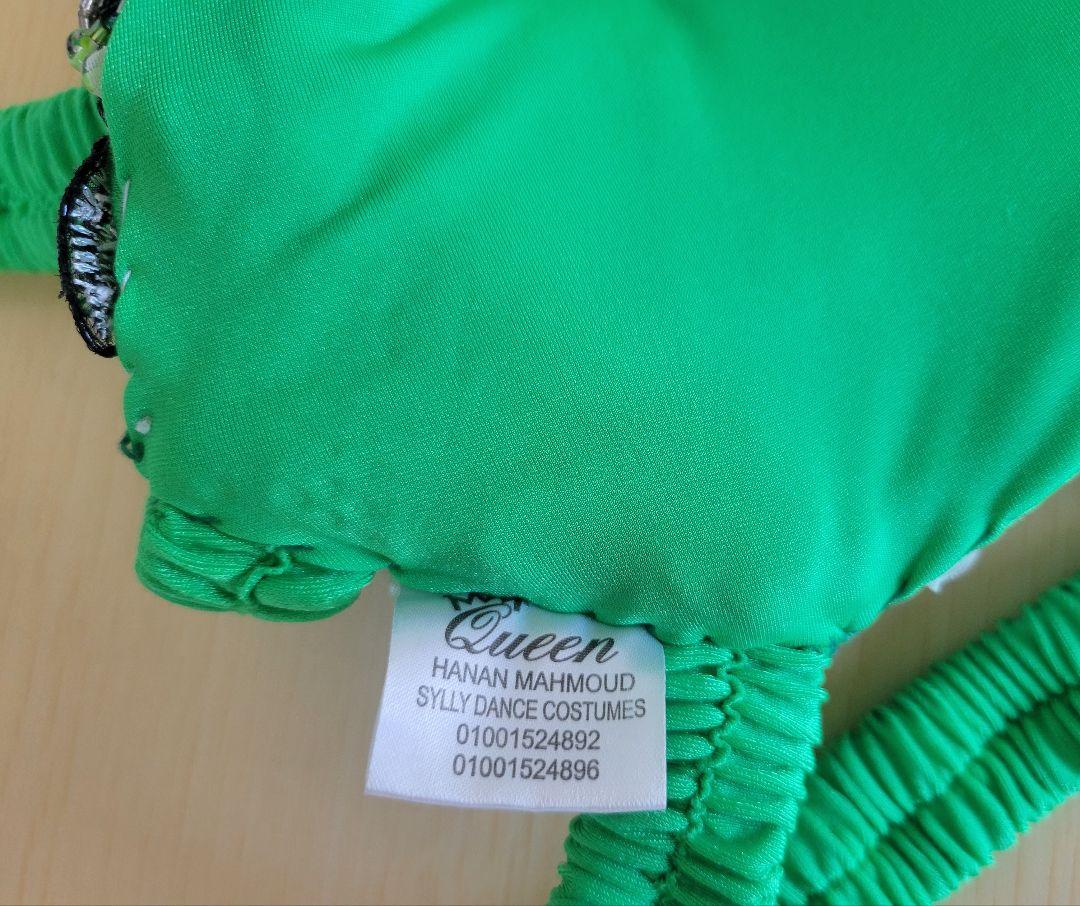 Queen
HANAN MAHMOUD
SYLLY DANCE COSTUMES
01001524892
01001524896